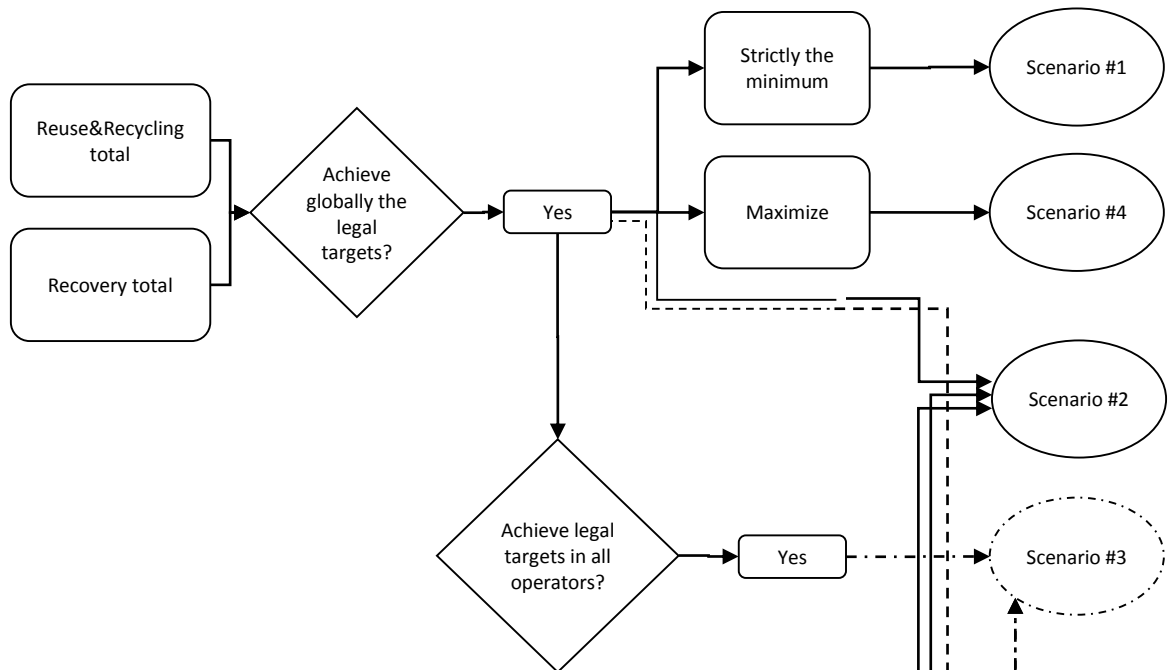 Reuse&Recycling
total
Recovery total
Achieve
globally the
legal
targets?
Yes
Strictly the
minimum
Scenario #1
Maximize
Scenario #4
Scenario #2
Achieve legal
targets in all
operators?
Yes
Scenario #3